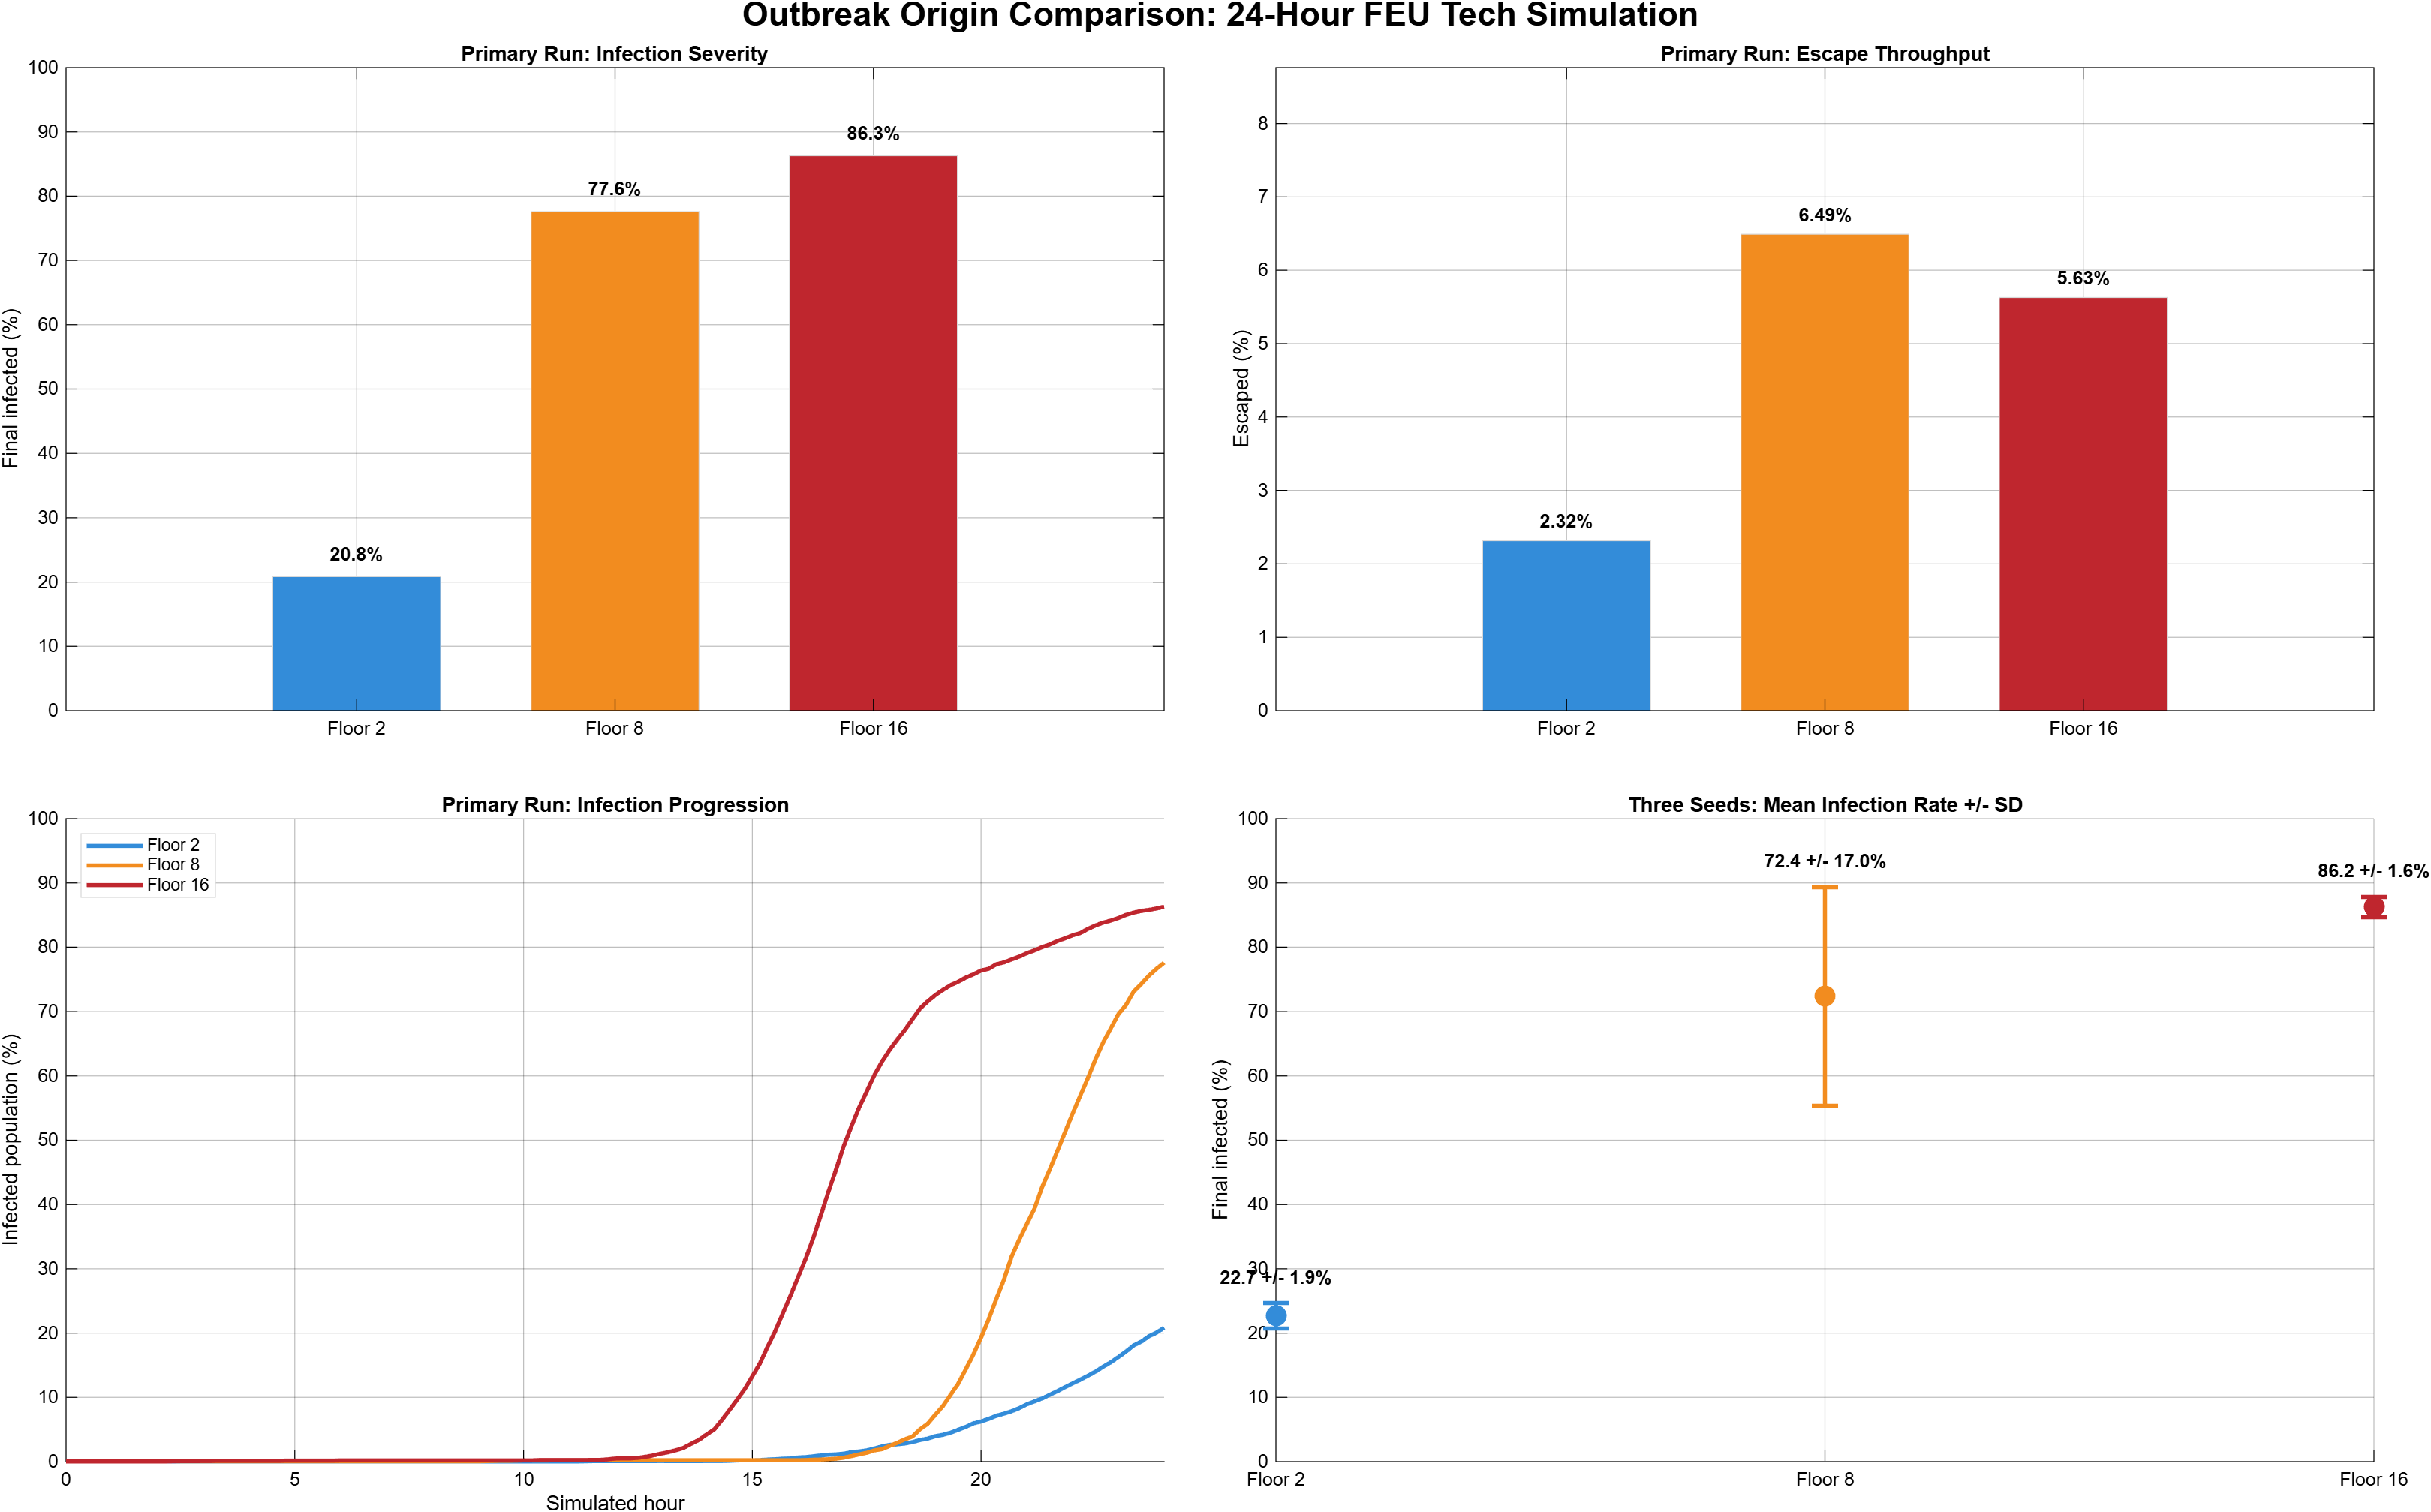 Outbreak Origin Comparison: 24-Hour FEU Tech Simulation
Primary Run: Infection Severity
Final infected (%)
100
90
80
70
60
50
40
30
20
10
0
20.8%
77.6%
86.3%
Floor 2
Floor 8
Floor 16
Primary Run: Escape Throughput
Escaped (%)
8
7
6
5
4
3
2
1
0
2.32%
6.49%
5.63%
Floor 2
Floor 8
Floor 16
Primary Run: Infection Progression
Infected population (%)
100
90
80
70
60
50
40
30
20
10
0
Floor 2
Floor 8
Floor 16
0
5
10
15
20
Simulated hour
Three Seeds: Mean Infection Rate +/- SD
Final infected (%)
100
90
80
70
60
50
40
30
20
10
0
22.7 +/- 1.9%
72.4 +/- 17.0%
86.2 +/- 1.6%
Floor 2
Floor 8
Floor 16